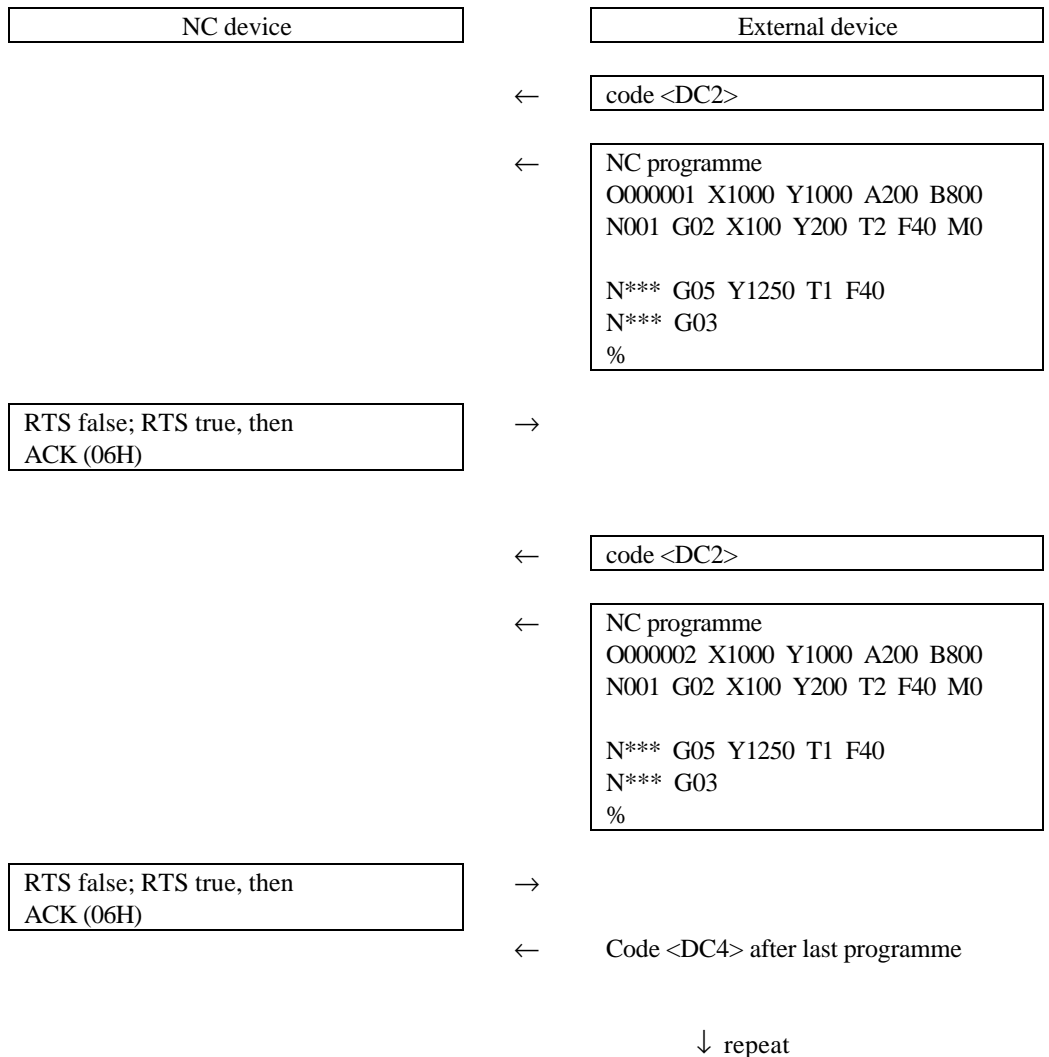 NC device
External device
← code <DC2>
← NC programme
O000001 X1000 Y1000 A200 B800
N001 G02 X100 Y200 T2 F40 M0
N*** G05 Y1250 T1 F40
N*** G03
%
RTS false; RTS true, then →
ACK (06H)
← code <DC2>
← NC programme
O000002 X1000 Y1000 A200 B800
N001 G02 X100 Y200 T2 F40 M0
N*** G05 Y1250 T1 F40
N*** G03
%
RTS false; RTS true, then →
ACK (06H)
← Code <DC4> after last programme
↓ repeat